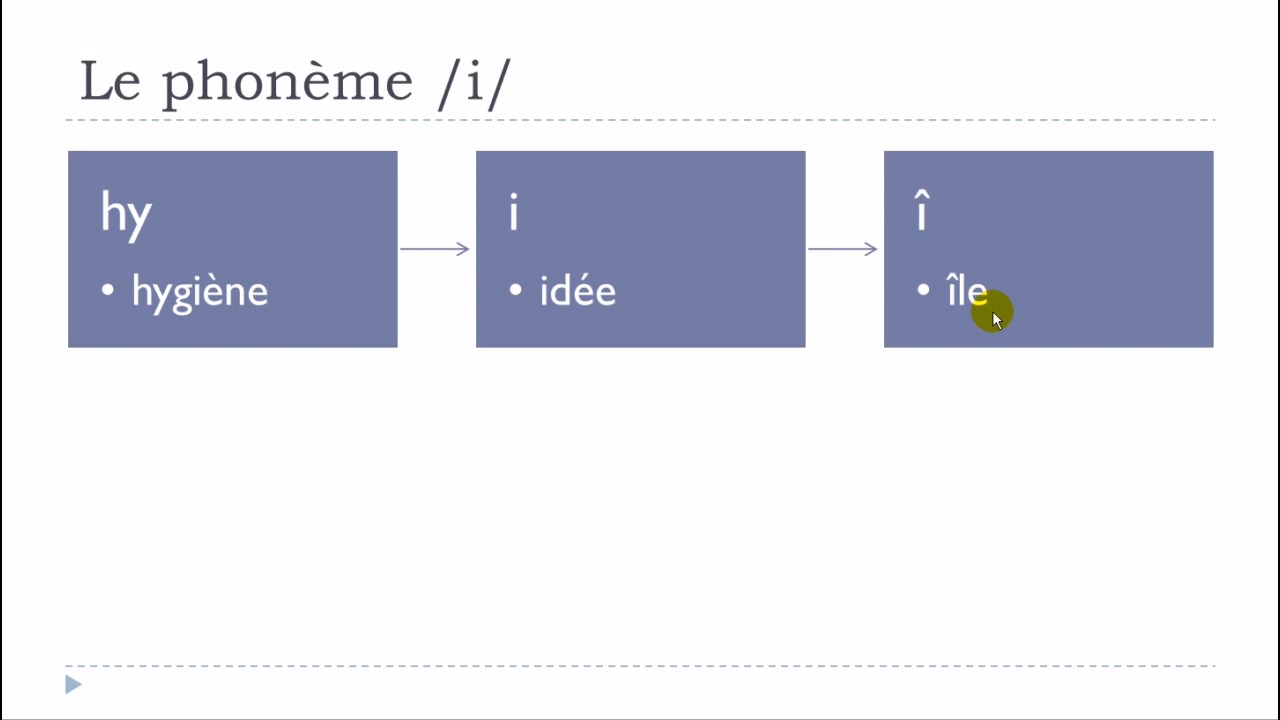 Le phonème /i/
hy
• hygiène
i
• idée
î
• île